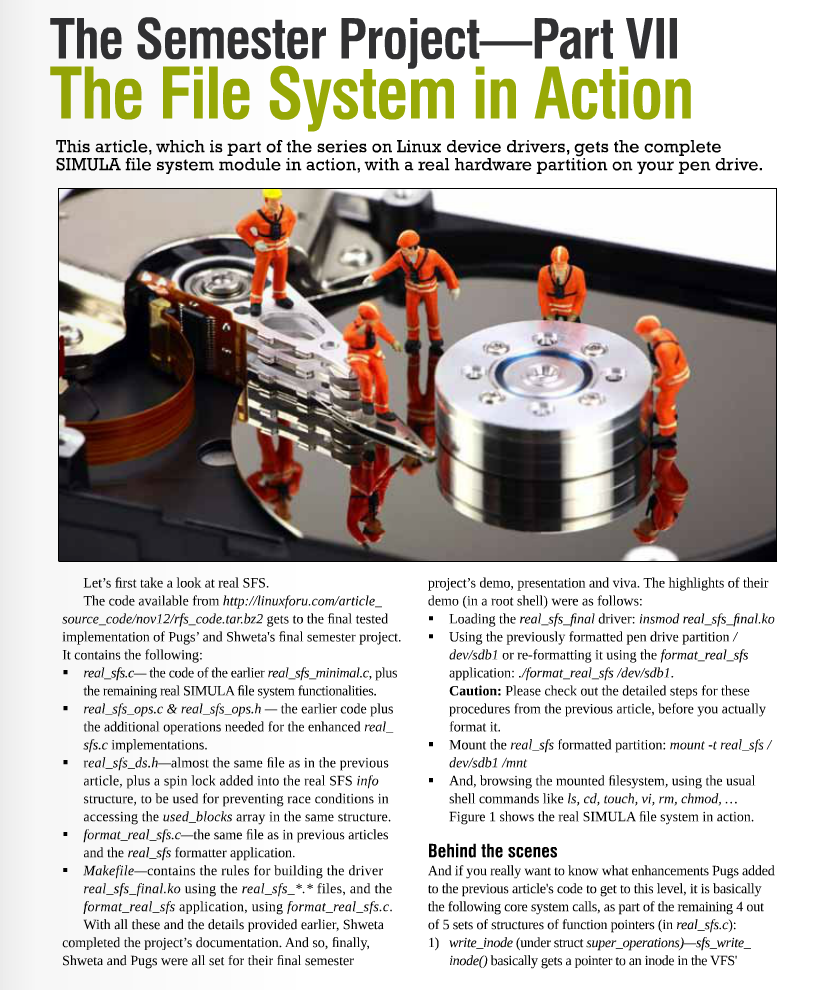 The Semester Project—Part VII
The File System in Action
This article, which is part of the series on Linux device drivers, gets the complete
SIMULA file system module in action, with a real hardware partition on your pen drive.
Let's first take a look at real SFS.
The code available from http://linuxforu.com/article_
source_code/nov12/rfs_code.tar.bz2 gets to the final tested
implementation of Pugs' and Shweta's final semester project.
It contains the following:
▪ real_sfs.c— the code of the earlier real_sfs_minimal.c, plus
the remaining real SIMULA file system functionalities.
▪ real_sfs_ops.c & real_sfs_ops.h — the earlier code plus
the additional operations needed for the enhanced real_
sfs.c implementations.
▪ real_sfs_ds.h—almost the same file as in the previous
article, plus a spin lock added into the real SFS info
structure, to be used for preventing race conditions in
accessing the used_blocks array in the same structure.
▪ format_real_sfs.c—the same file as in previous articles
and the real_sfs formatter application.
▪ Makefile—contains the rules for building the driver
real_sfs_final.ko using the real_sfs_*.* files, and the
format_real_sfs application, using format_real_sfs.c.
With all these and the details provided earlier, Shweta
completed the project's documentation. And so, finally,
Shweta and Pugs were all set for their final semester
project's demo, presentation and viva. The highlights of their
demo (in a root shell) were as follows:
▪ Loading the real_sfs_final driver: insmod real_sfs_final.ko
▪ Using the previously formatted pen drive partition /
dev/sdb1 or re-formatting it using the format_real_sfs
application: ./format_real_sfs /dev/sdb1.
Caution: Please check out the detailed steps for these
procedures from the previous article, before you actually
format it.
▪ Mount the real_sfs formatted partition: mount -t real_sfs /
dev/sdb1 /mnt
▪ And, browsing the mounted filesystem, using the usual
shell commands like ls, cd, touch, vi, rm, chmod, …
Figure 1 shows the real SIMULA file system in action.
Behind the scenes
And if you really want to know what enhancements Pugs added
to the previous article's code to get to this level, it is basically
the following core system calls, as part of the remaining 4 out
of 5 sets of structures of function pointers (in real_sfs.c):
1) write_inode (under struct super_operations)—sfs_write_
inode() basically gets a pointer to an inode in the VFS'